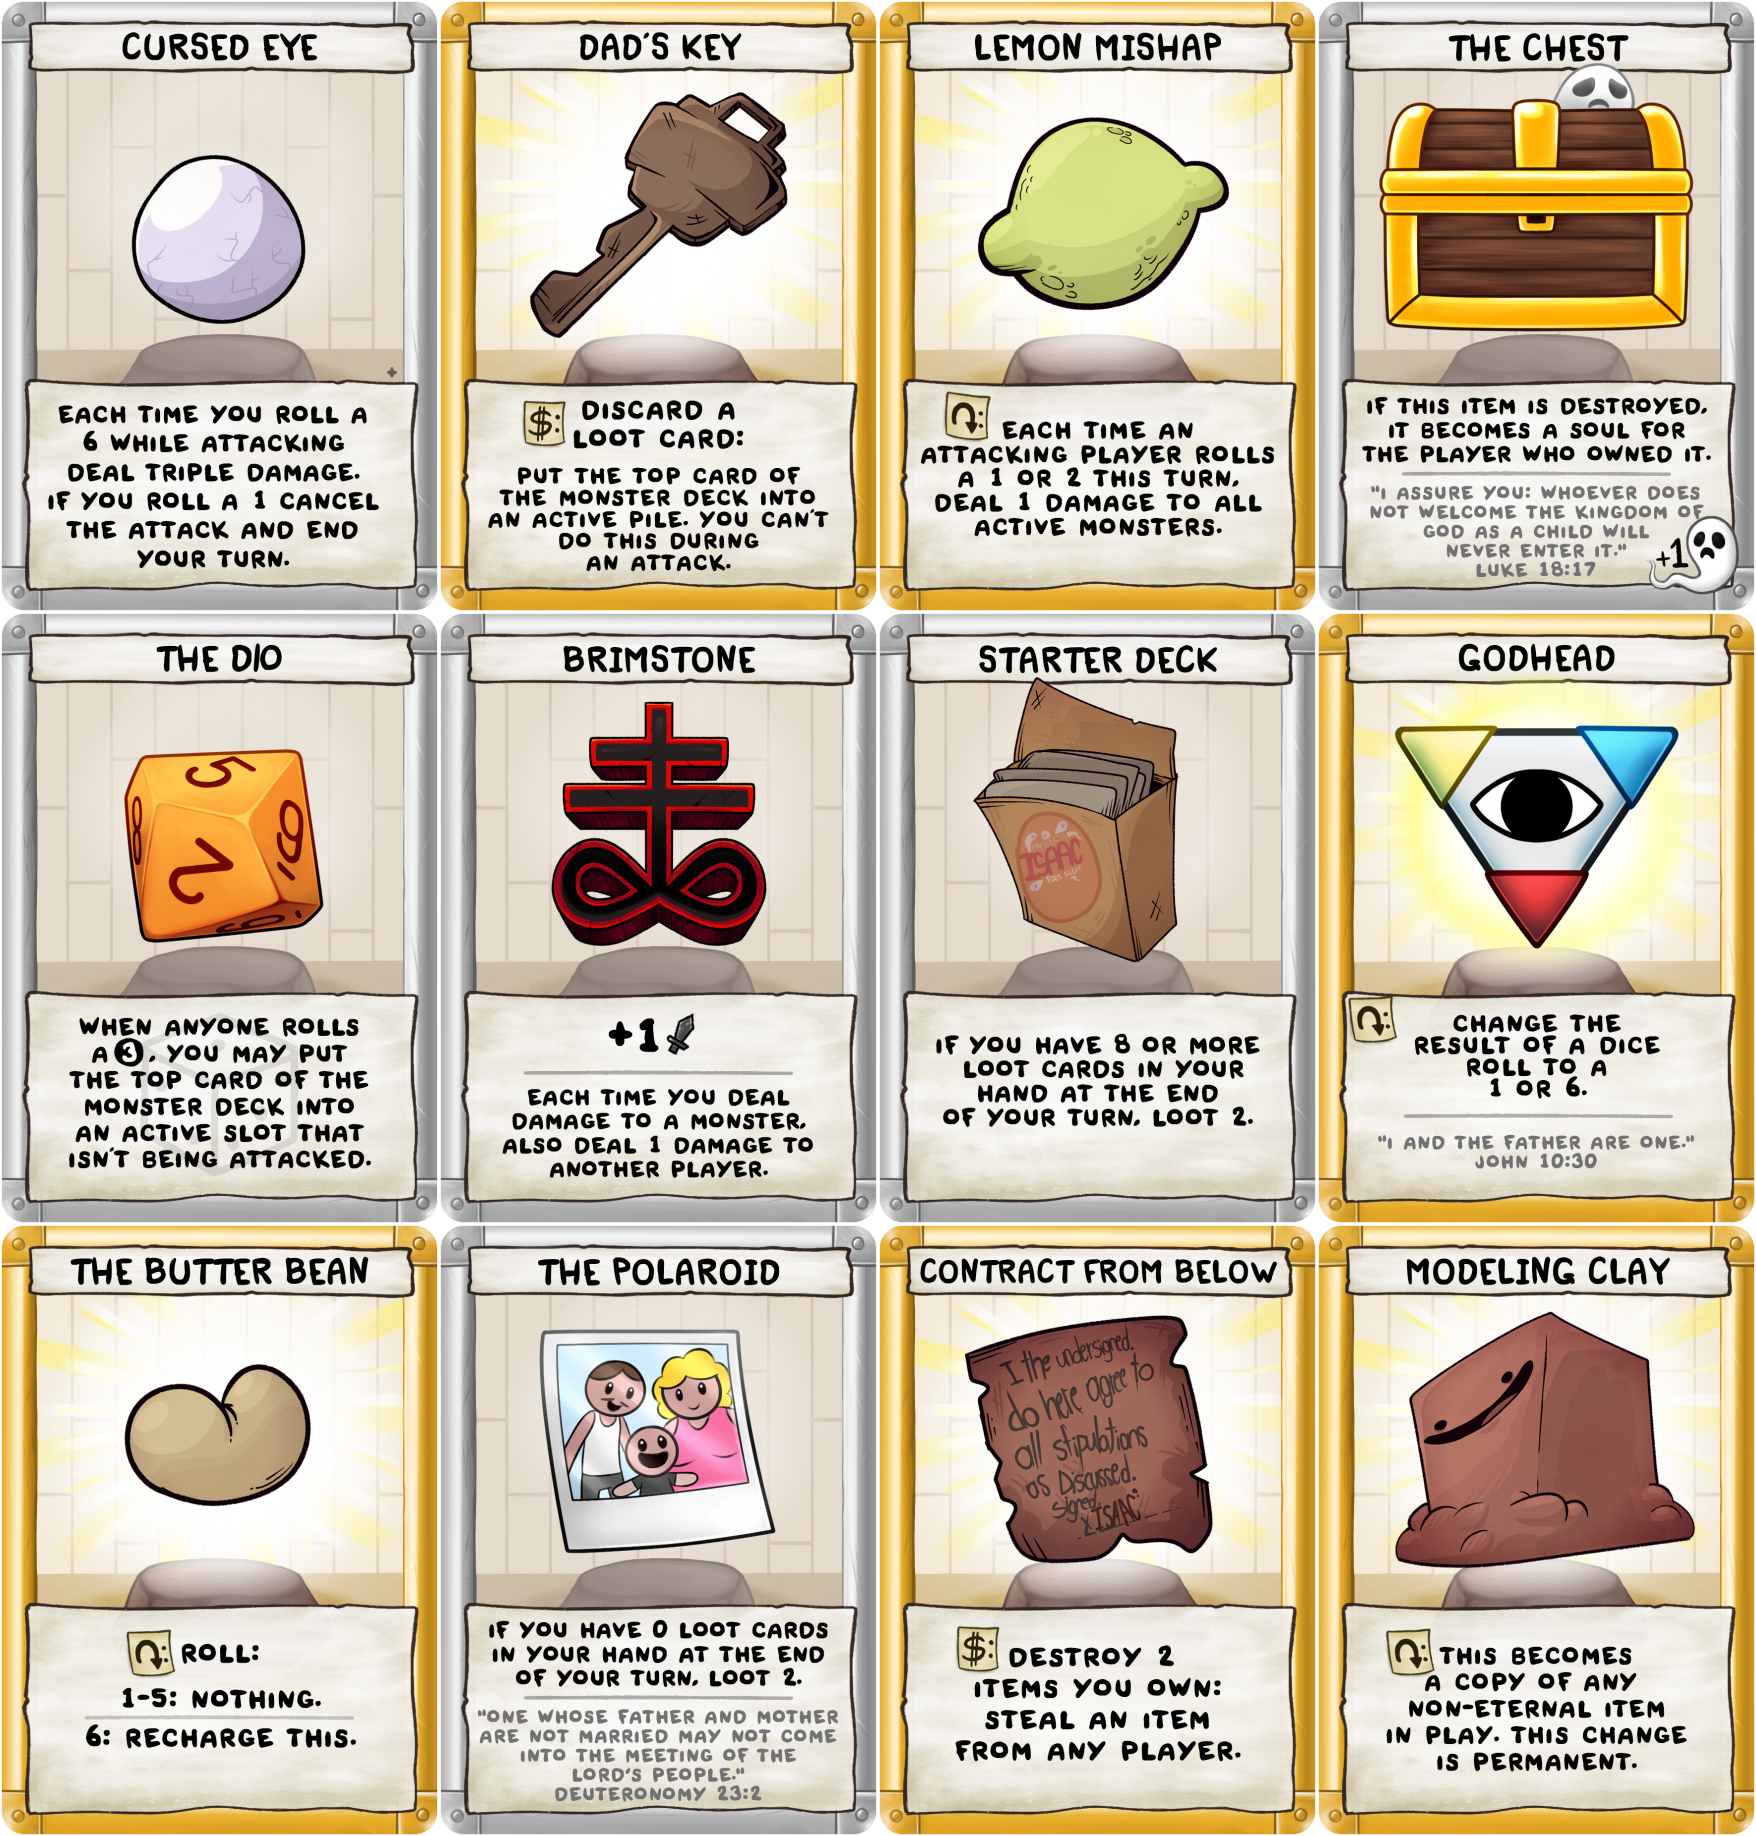 CURSED EYE
EACH TIME YOU ROLL A
6 WHILE ATTACKING
DEAL TRIPLE DAMAGE.
IF YOU ROLL A 1 CANCEL
THE ATTACK AND END
YOUR TURN.
DAD'S KEY
$: DISCARD A
LOOT CARD:
PUT THE TOP CARD OF
THE MONSTER DECK INTO
AN ACTIVE PILE. YOU CAN'T
DO THIS DURING
AN ATTACK.
LEMON MISHAP
: EACH TIME AN
ATTACKING PLAYER ROLLS
A 1 OR 2 THIS TURN,
DEAL 1 DAMAGE TO ALL
ACTIVE MONSTERS.
THE CHEST
IF THIS ITEM IS DESTROYED,
IT BECOMES A SOUL FOR
THE PLAYER WHO OWNED IT.
"I ASSURE YOU: WHOEVER DOES
NOT WELCOME THE KINGDOM OF
GOD AS A CHILD WILL
NEVER ENTER IT."
LUKE 18:17
+1
THE D10
5
8
2
9
10
WHEN ANYONE ROLLS
A 3, YOU MAY PUT
THE TOP CARD OF THE
MONSTER DECK INTO
AN ACTIVE SLOT THAT
ISN'T BEING ATTACKED.
BRIMSTONE
+1
EACH TIME YOU DEAL
DAMAGE TO A MONSTER,
ALSO DEAL 1 DAMAGE TO
ANOTHER PLAYER.
STARTER DECK
ISAAC
IF YOU HAVE 8 OR MORE
LOOT CARDS IN YOUR
HAND AT THE END
OF YOUR TURN, LOOT 2.
GODHEAD
: CHANGE THE
RESULT OF A DICE
ROLL TO A
1 OR 6.
"I AND THE FATHER ARE ONE."
JOHN 10:30
THE BUTTER BEAN
: ROLL:
1-5: NOTHING.
6: RECHARGE THIS.
THE POLAROID
IF YOU HAVE 0 LOOT CARDS
IN YOUR HAND AT THE END
OF YOUR TURN, LOOT 2.
"ONE WHOSE FATHER AND MOTHER
ARE NOT MARRIED MAY NOT COME
INTO THE MEETING OF THE
LORD'S PEOPLE."
DEUTERONOMY 23:2
CONTRACT FROM BELOW
I the undersigned,
do here agree to
all stipulations
as Discussed.
signed
x ISAAC
$: DESTROY 2
ITEMS YOU OWN:
STEAL AN ITEM
FROM ANY PLAYER.
MODELING CLAY
: THIS BECOMES
A COPY OF ANY
NON-ETERNAL ITEM
IN PLAY. THIS CHANGE
IS PERMANENT.